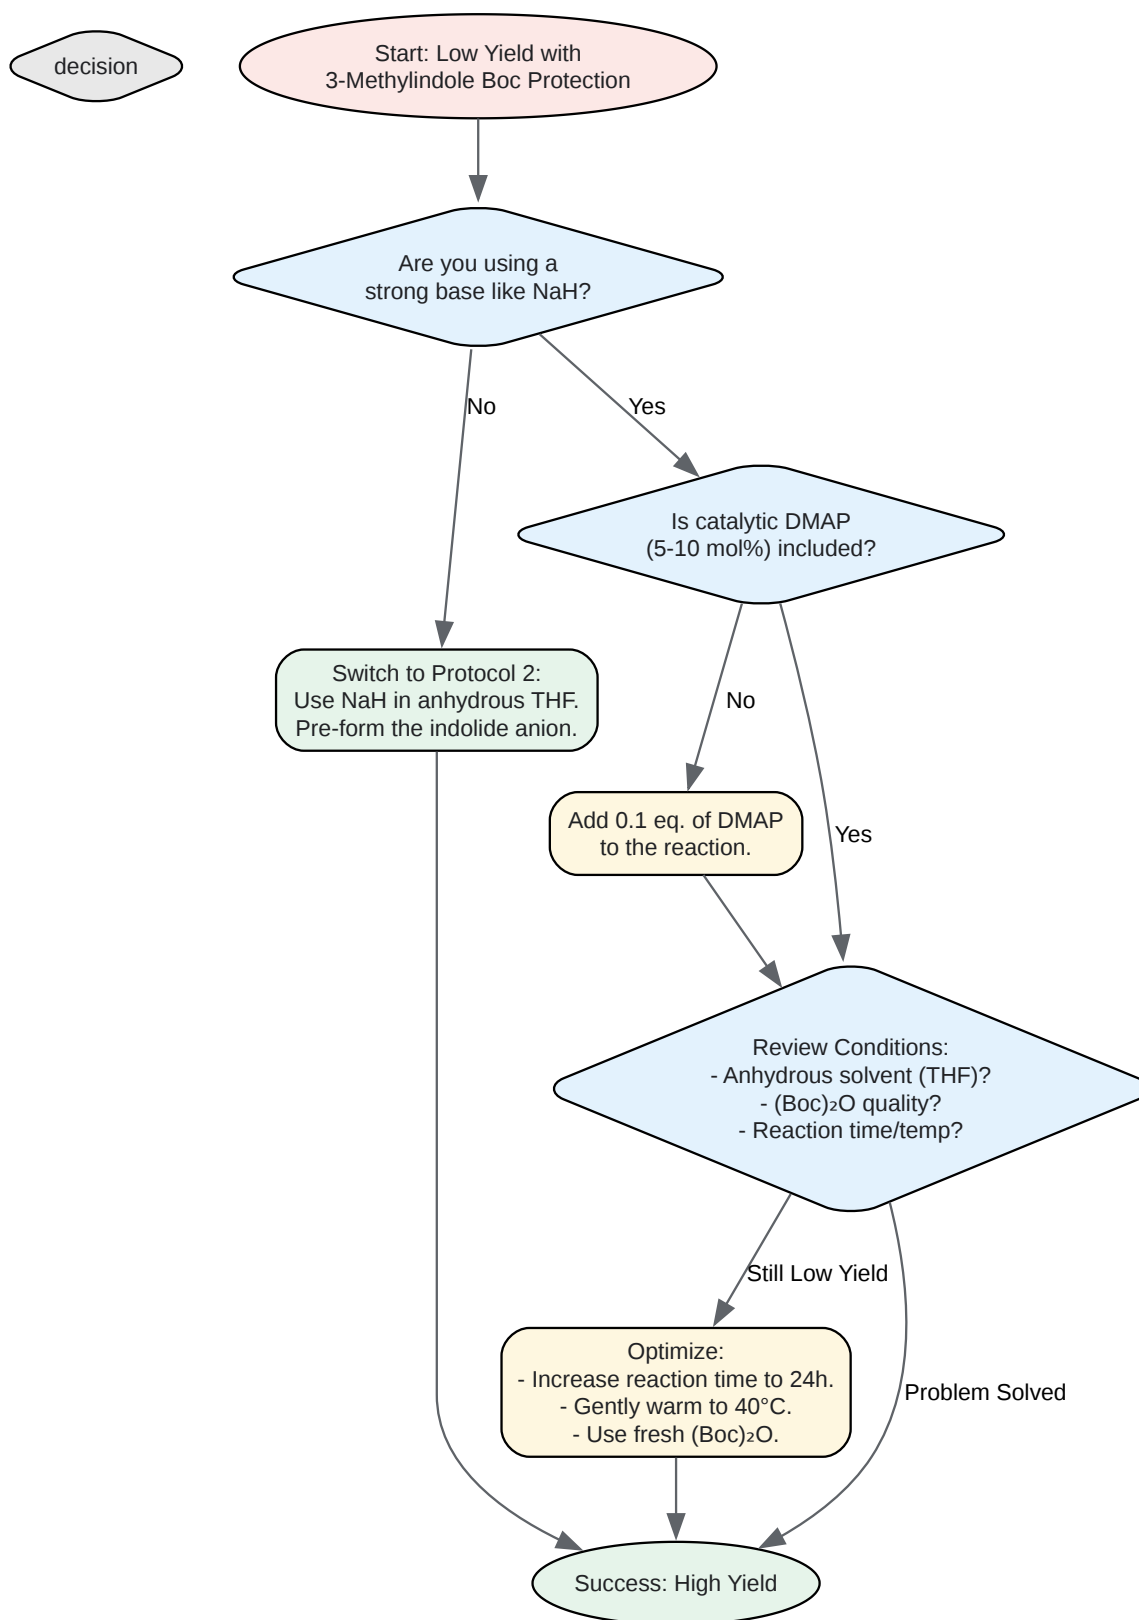 decision
Start: Low Yield with
3-Methylindole Boc Protection
Are you using a
strong base like NaH?
No
Yes
Is catalytic DMAP
(5-10 mol%) included?
Switch to Protocol 2:
Use NaH in anhydrous THF.
Pre-form the indolide anion.
No
Add 0.1 eq. of DMAP
to the reaction.
Yes
Review Conditions:
- Anhydrous solvent (THF)?
- (Boc)₂O quality?
- Reaction time/temp?
Still Low Yield
Optimize:
- Increase reaction time to 24h.
- Gently warm to 40°C.
- Use fresh (Boc)₂O.
Problem Solved
Success: High Yield